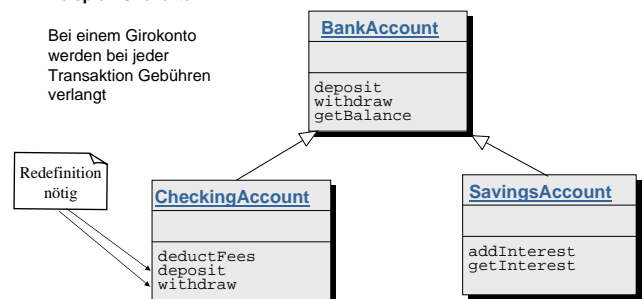 Bei einem Girokonto
werden bei jeder
Transaktion Gebühren
verlangt
BankAccount
deposit
withdraw
getBalance
Redefinition
nötig
CheckingAccount
deductFees
deposit
withdraw
SavingsAccount
addInterest
getInterest